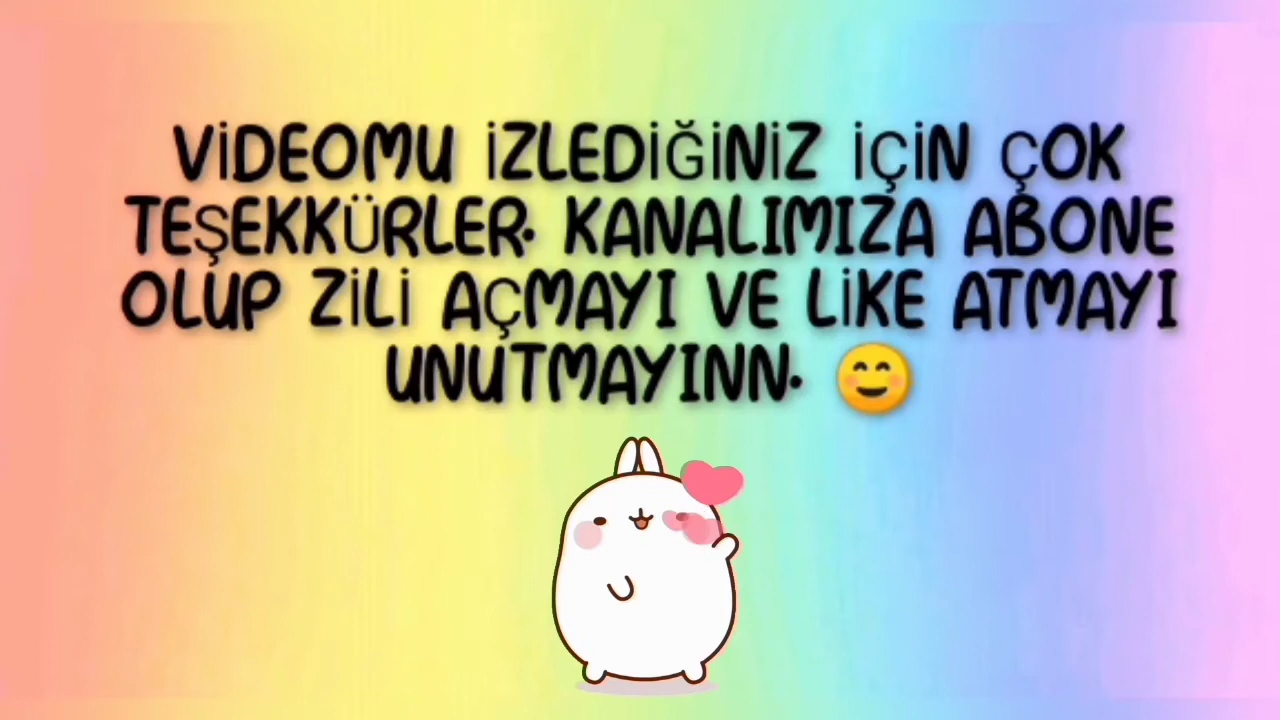 VİDEOMU İZLEDİĞİNİZ İÇİN ÇOK
TEŞEKKÜRLER. KANALIMIZA ABONE
OLUP ZİLİ AÇMAYI VE LİKE ATMAYI
UNUTMAYINN. 😊